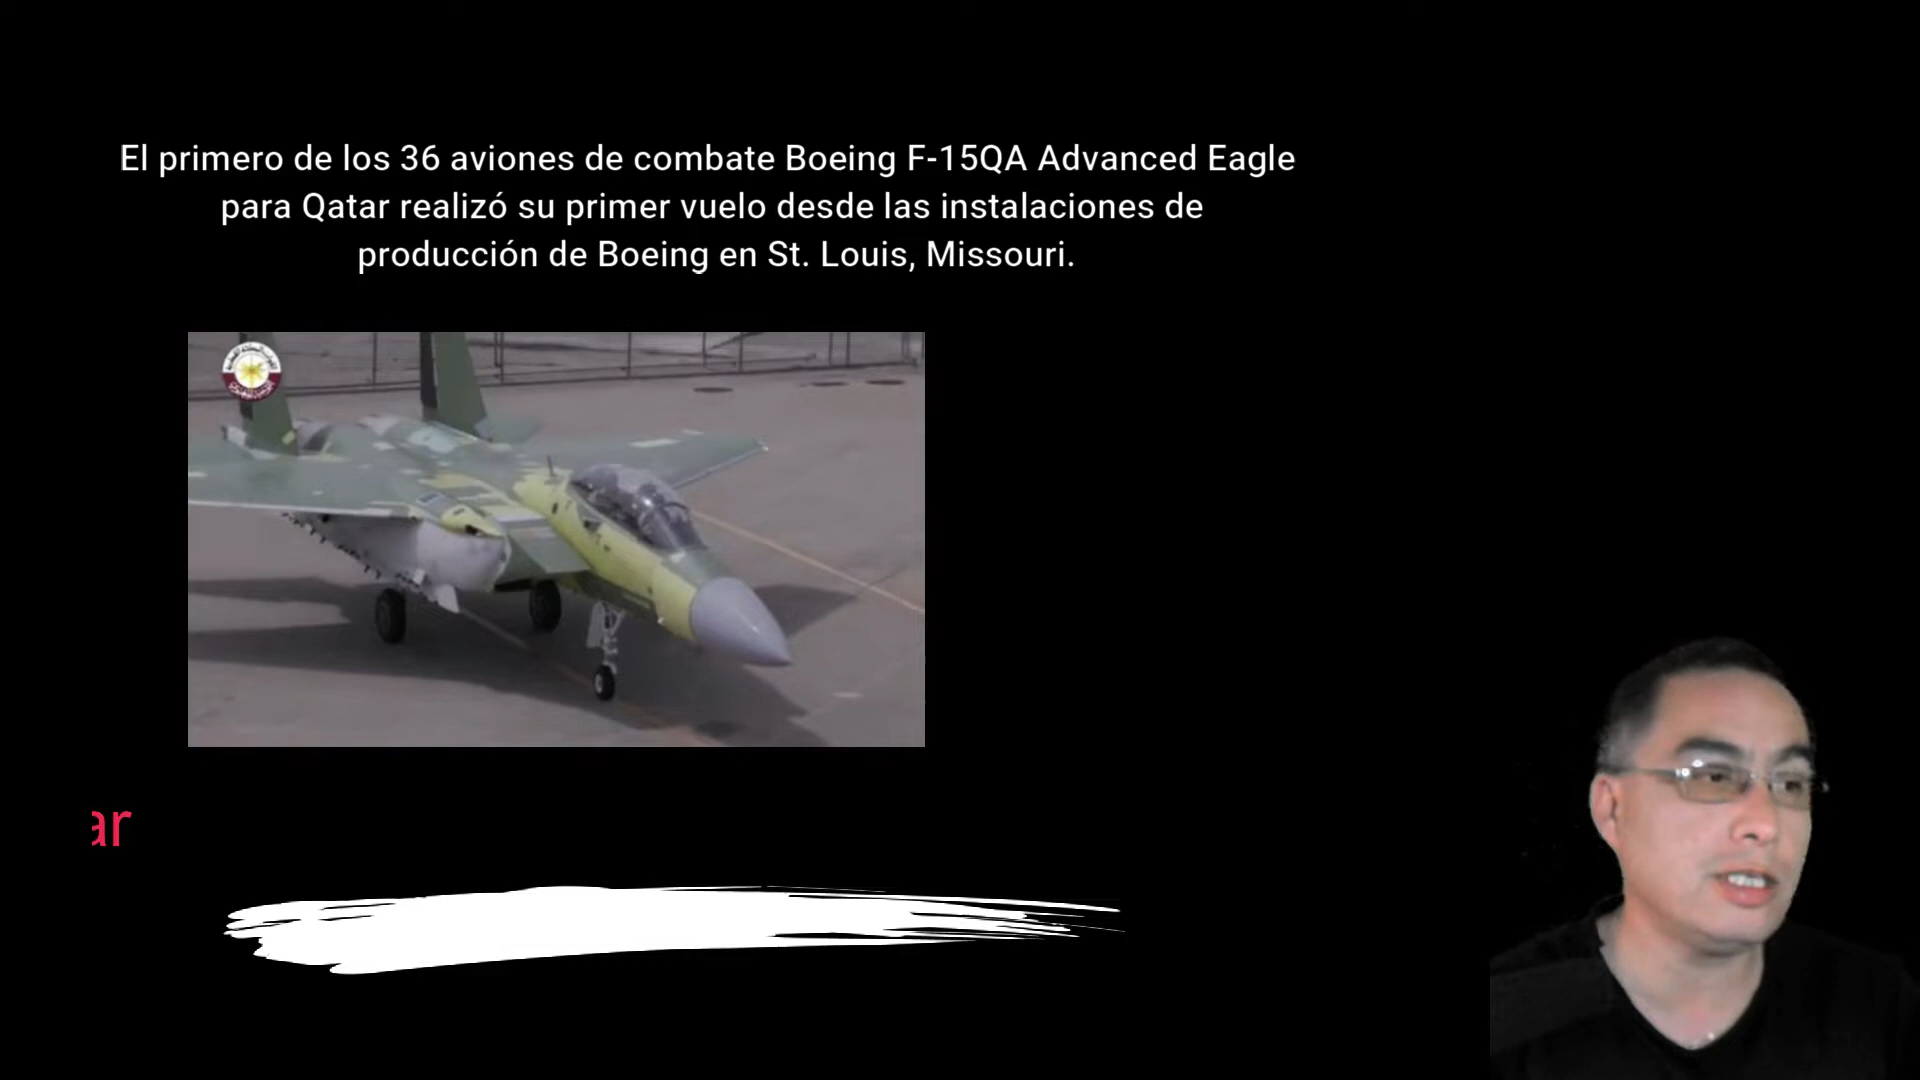 El primero de los 36 aviones de combate Boeing F-15QA Advanced Eagle
para Qatar realizó su primer vuelo desde las instalaciones de
producción de Boeing en St. Louis, Missouri.
ar